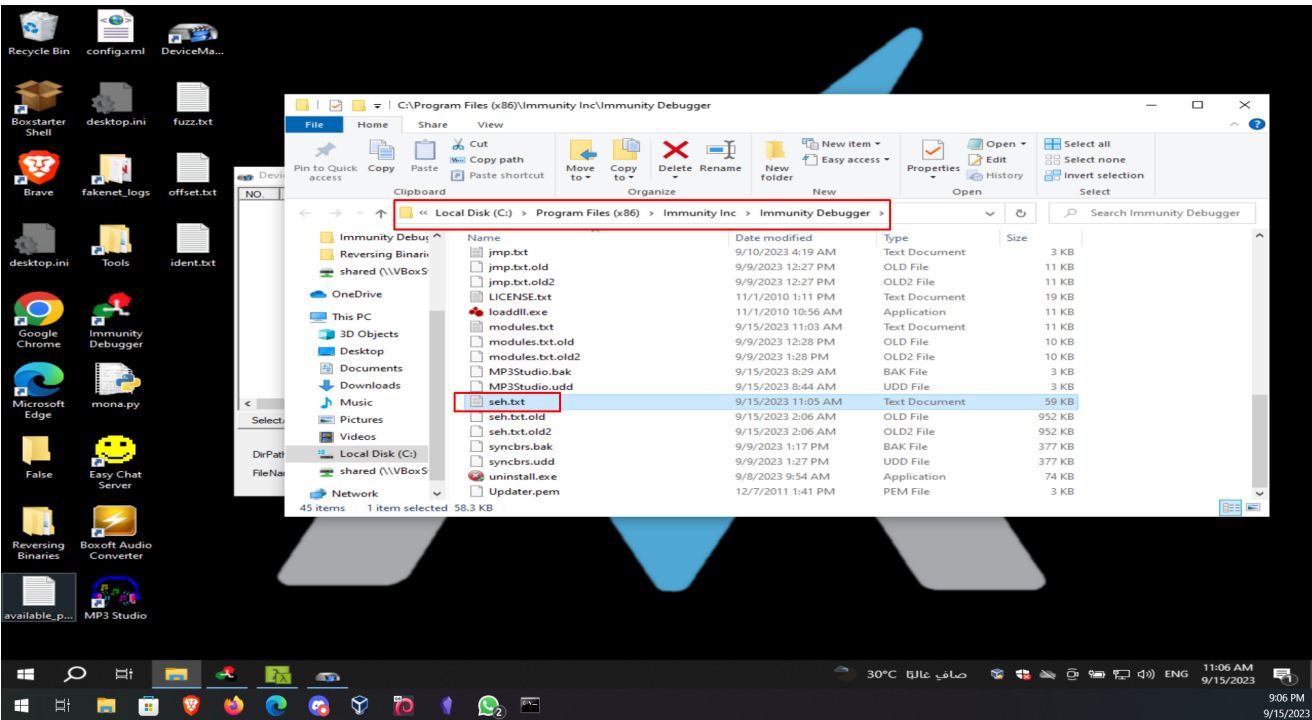 Recycle Bin
config.xml
DeviceMa...
Boxstarter Shell
desktop.ini
fuzz.txt
Brave
fakenet_logs
offset.txt
desktop.ini
Tools
ident.txt
Google Chrome
Immunity Debugger
Microsoft Edge
mona.py
False
Easy Chat Server
Reversing Binaries
Boxoft Audio Converter
available_p...
MP3 Studio
Devi
NO.
<
Select
DirPath
FileNa
C:\Program Files (x86)\Immunity Inc\Immunity Debugger
File Home Share View
Pin to Quick access
Copy
Paste
Cut
Copy path
Paste shortcut
Clipboard
Move to
Copy to
Delete
Rename
Organize
New folder
New item
Easy access
New
Properties
Open
Edit
History
Open
Select all
Select none
Invert selection
Select
« Local Disk (C:) > Program Files (x86) > Immunity Inc > Immunity Debugger >
Search Immunity Debugger
Immunity Debug
Reversing Binari
shared (\\VBoxS
OneDrive
This PC
3D Objects
Desktop
Documents
Downloads
Music
Pictures
Videos
Local Disk (C:)
shared (\\VBoxS
Network
Name Date modified Type Size
jmp.txt 9/10/2023 4:19 AM Text Document 3 KB
jmp.txt.old 9/9/2023 12:27 PM OLD File 11 KB
jmp.txt.old2 9/9/2023 12:27 PM OLD2 File 11 KB
LICENSE.txt 11/1/2010 1:11 PM Text Document 19 KB
loaddll.exe 11/1/2010 10:56 AM Application 11 KB
modules.txt 9/15/2023 11:03 AM Text Document 11 KB
modules.txt.old 9/9/2023 12:28 PM OLD File 10 KB
modules.txt.old2 9/9/2023 1:28 PM OLD2 File 10 KB
MP3Studio.bak 9/15/2023 8:29 AM BAK File 3 KB
MP3Studio.udd 9/15/2023 8:44 AM UDD File 3 KB
seh.txt 9/15/2023 11:05 AM Text Document 59 KB
seh.txt.old 9/15/2023 2:06 AM OLD File 952 KB
seh.txt.old2 9/15/2023 2:06 AM OLD2 File 952 KB
syncbrs.bak 9/9/2023 1:17 PM BAK File 377 KB
syncbrs.udd 9/9/2023 1:27 PM UDD File 377 KB
uninstall.exe 9/8/2023 9:54 AM Application 74 KB
Updater.pem 12/7/2011 1:41 PM PEM File 3 KB
45 items 1 item selected 58.3 KB
30°C صافي غالبًا
ENG
11:06 AM
9/15/2023
1
2
9:06 PM
9/15/2023